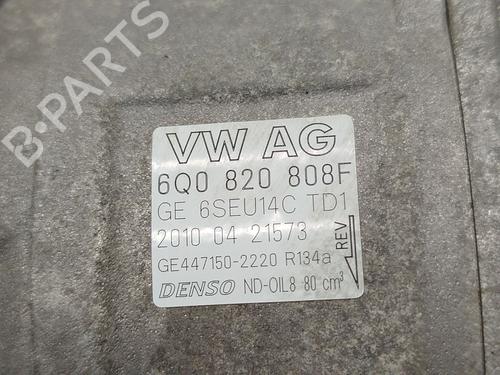 B-PARTS
VW AG
6Q0 820 808F
GE 6SEU14C TD1
2010 04 21573
GE447150-2220 R134a
DENSO ND-OIL8 80 cm³
REV